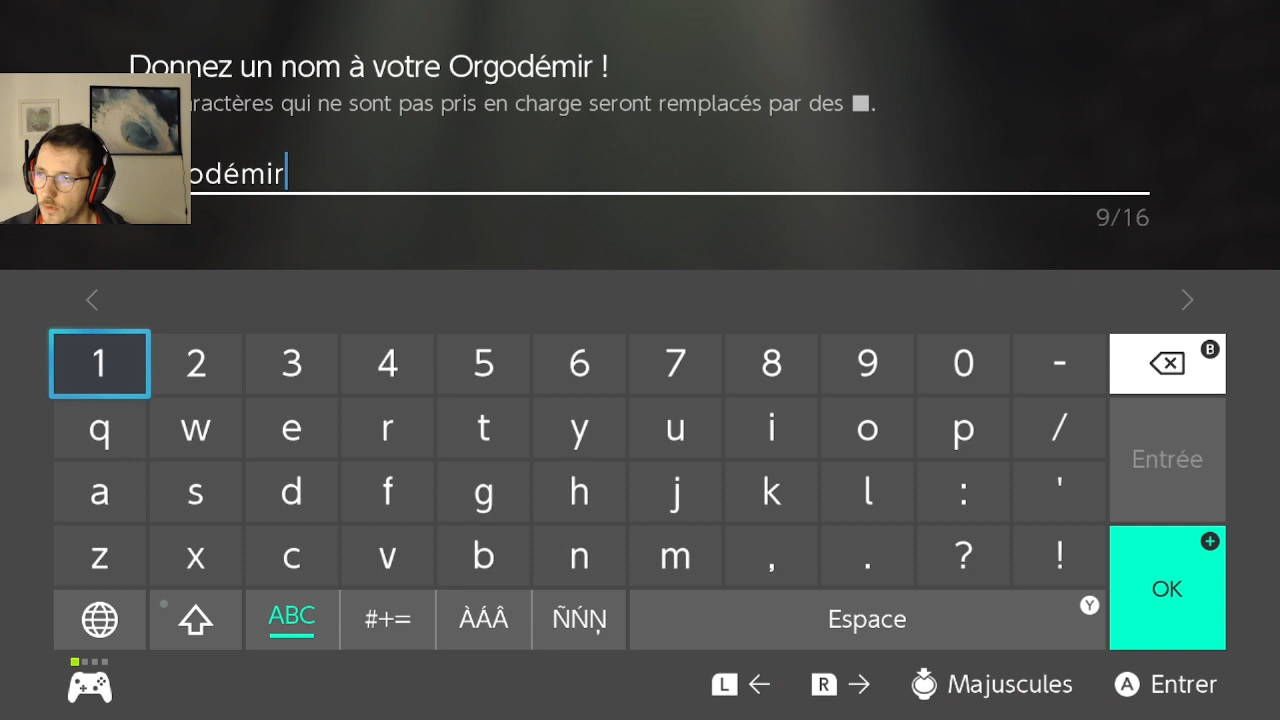 Donnez un nom à votre Orgodémir !
ractères qui ne sont pas pris en charge seront remplacés par des ■.
odémir
9/16
1 2 3 4 5 6 7 8 9 0 - B
q w e r t y u i o p /
Entrée
a s d f g h j k l : '
z x c v b n m , . ? ! +
OK
ABC #+= ÀÁÂ ÑŃŅ Espace Y
L ← R → Majuscules A Entrer